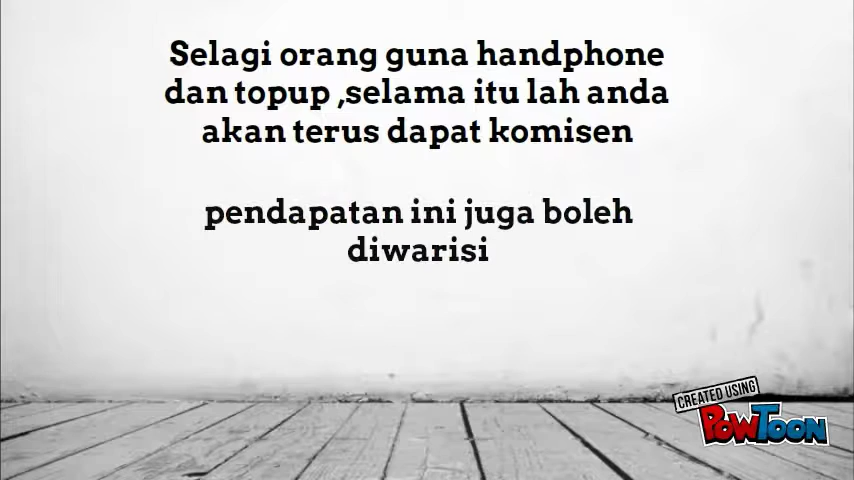 Selagi orang guna handphone
dan topup ,selama itu lah anda
akan terus dapat komisen
pendapatan ini juga boleh
diwarisi
CREATED USING
POWTOON